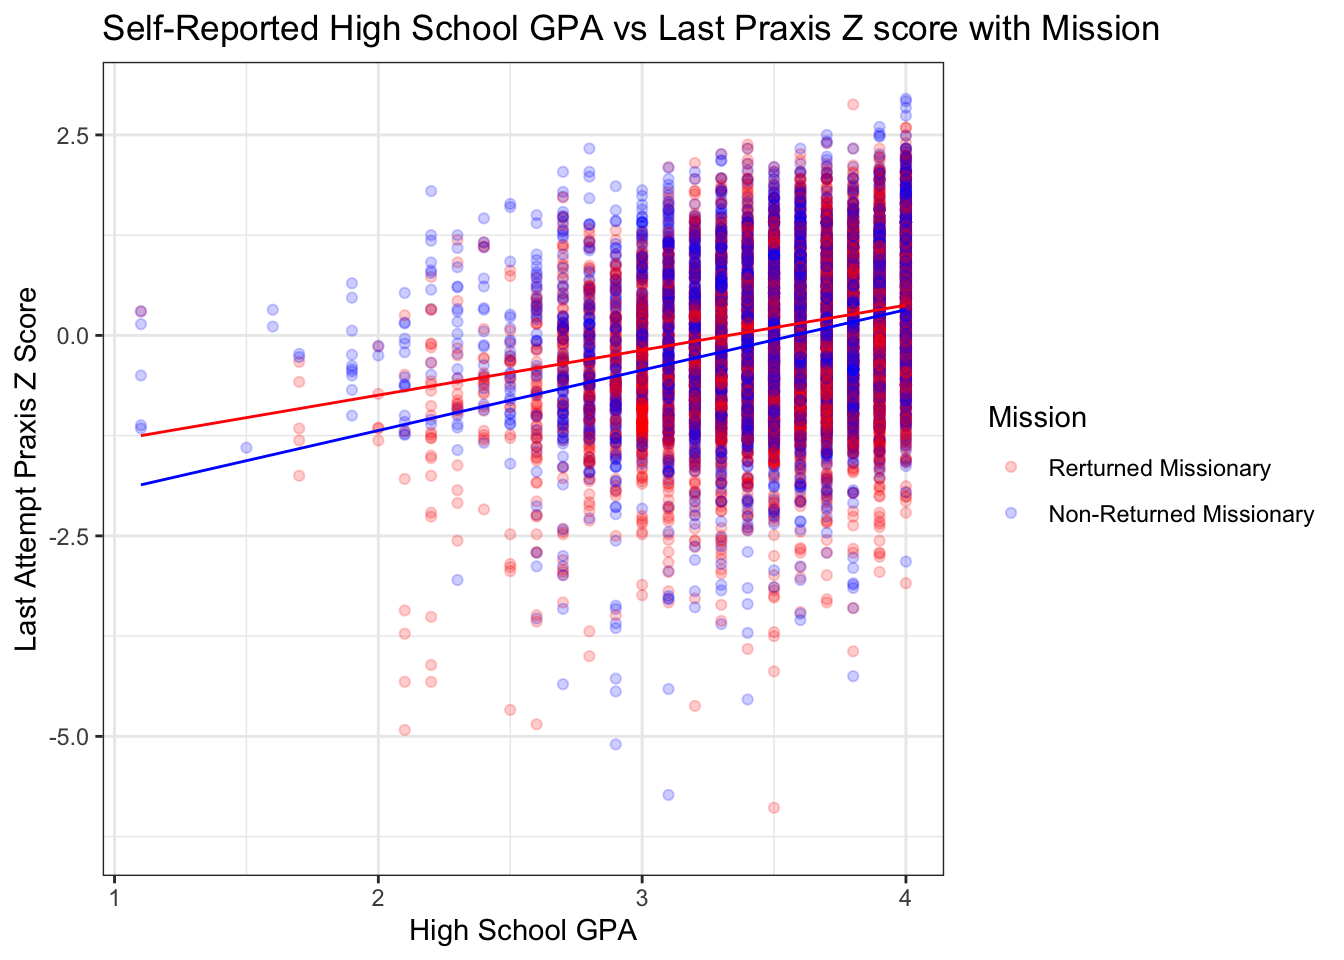 Self-Reported High School GPA vs Last Praxis Z score with Mission
Last Attempt Praxis Z Score
2.5
0.0
-2.5
-5.0
1
2
3
4
High School GPA
Mission
Rerturned Missionary
Non-Returned Missionary